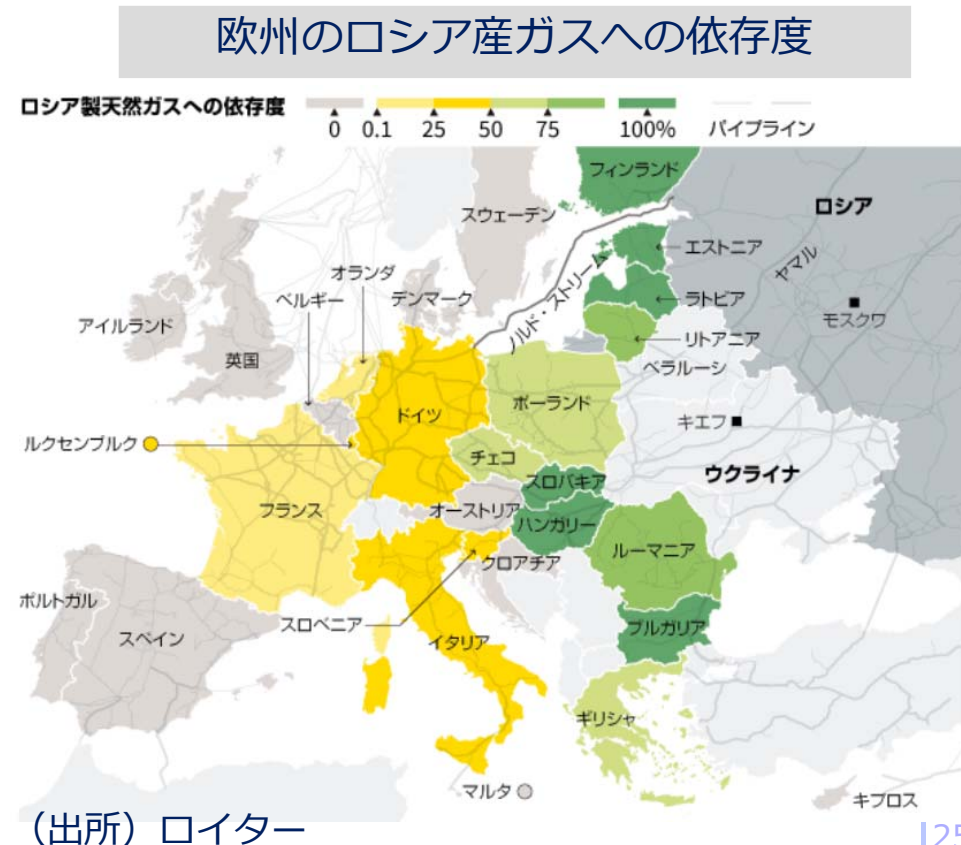 欧州のロシア産ガスへの依存度
ロシア製天然ガスへの依存度
0 0.1 25 50 75 100% パイプライン
フィンランド
ロシア
スウェーデン
エストニア
ヤマル
オランダ
ベルギー デンマーク
ノルド・ストリーム
ラトビア
モスクワ
アイルランド
リトアニア
英国
ベラルーシ
ドイツ
ポーランド
キエフ
ルクセンブルク
チェコ
ウクライナ
スロバキア
フランス
オーストリア
ハンガリー
ルーマニア
クロアチア
ポルトガル
スロベニア
ブルガリア
スペイン
イタリア
ギリシャ
マルタ
キプロス
(出所)ロイター
25